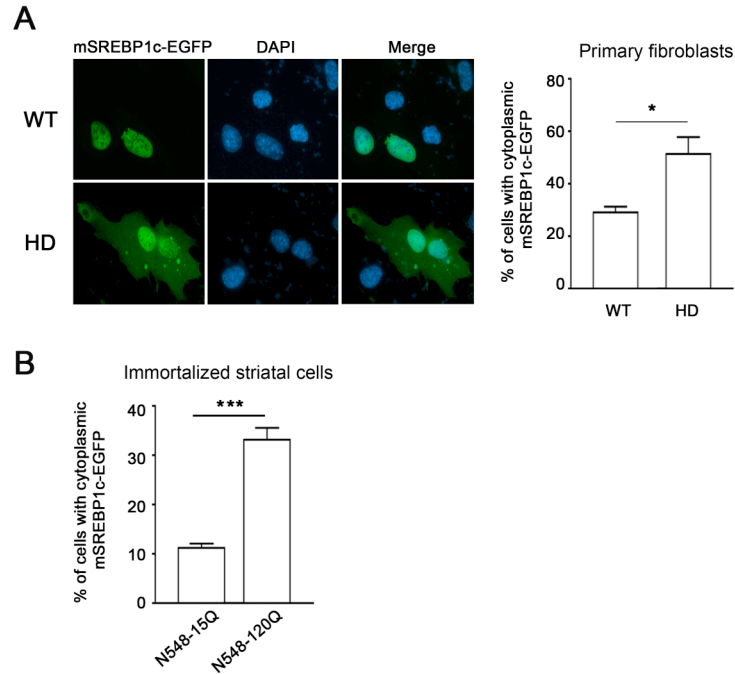 A
mSREBP1c-EGFP DAPI Merge
WT
HD
Primary fibroblasts
% of cells with cytoplasmic
mSREBP1c-EGFP
80
60
40
20
0
*
WT HD
B
Immortalized striatal cells
% of cells with cytoplasmic
mSREBP1c-EGFP
40
30
20
10
0
***
N548-15Q
N548-120Q